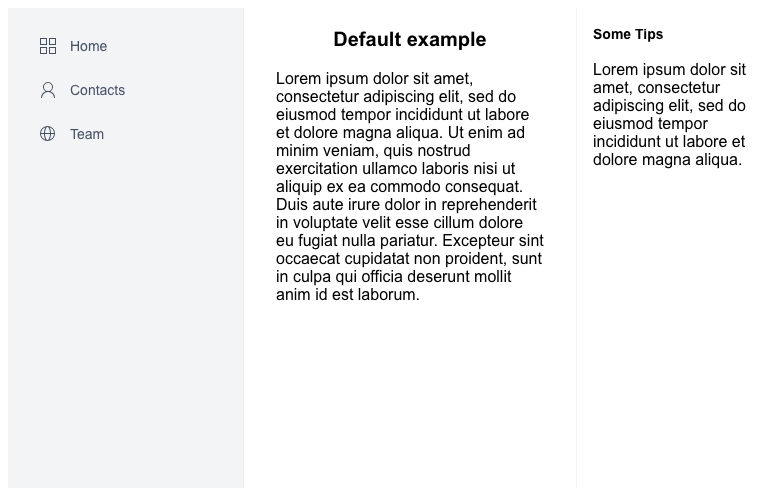 Home
Contacts
Team
Default example
Lorem ipsum dolor sit amet,
consectetur adipiscing elit, sed do
eiusmod tempor incididunt ut labore
et dolore magna aliqua. Ut enim ad
minim veniam, quis nostrud
exercitation ullamco laboris nisi ut
aliquip ex ea commodo consequat.
Duis aute irure dolor in reprehenderit
in voluptate velit esse cillum dolore
eu fugiat nulla pariatur. Excepteur sint
occaecat cupidatat non proident, sunt
in culpa qui officia deserunt mollit
anim id est laborum.
Some Tips
Lorem ipsum dolor sit
amet, consectetur
adipiscing elit, sed do
eiusmod tempor
incididunt ut labore et
dolore magna aliqua.